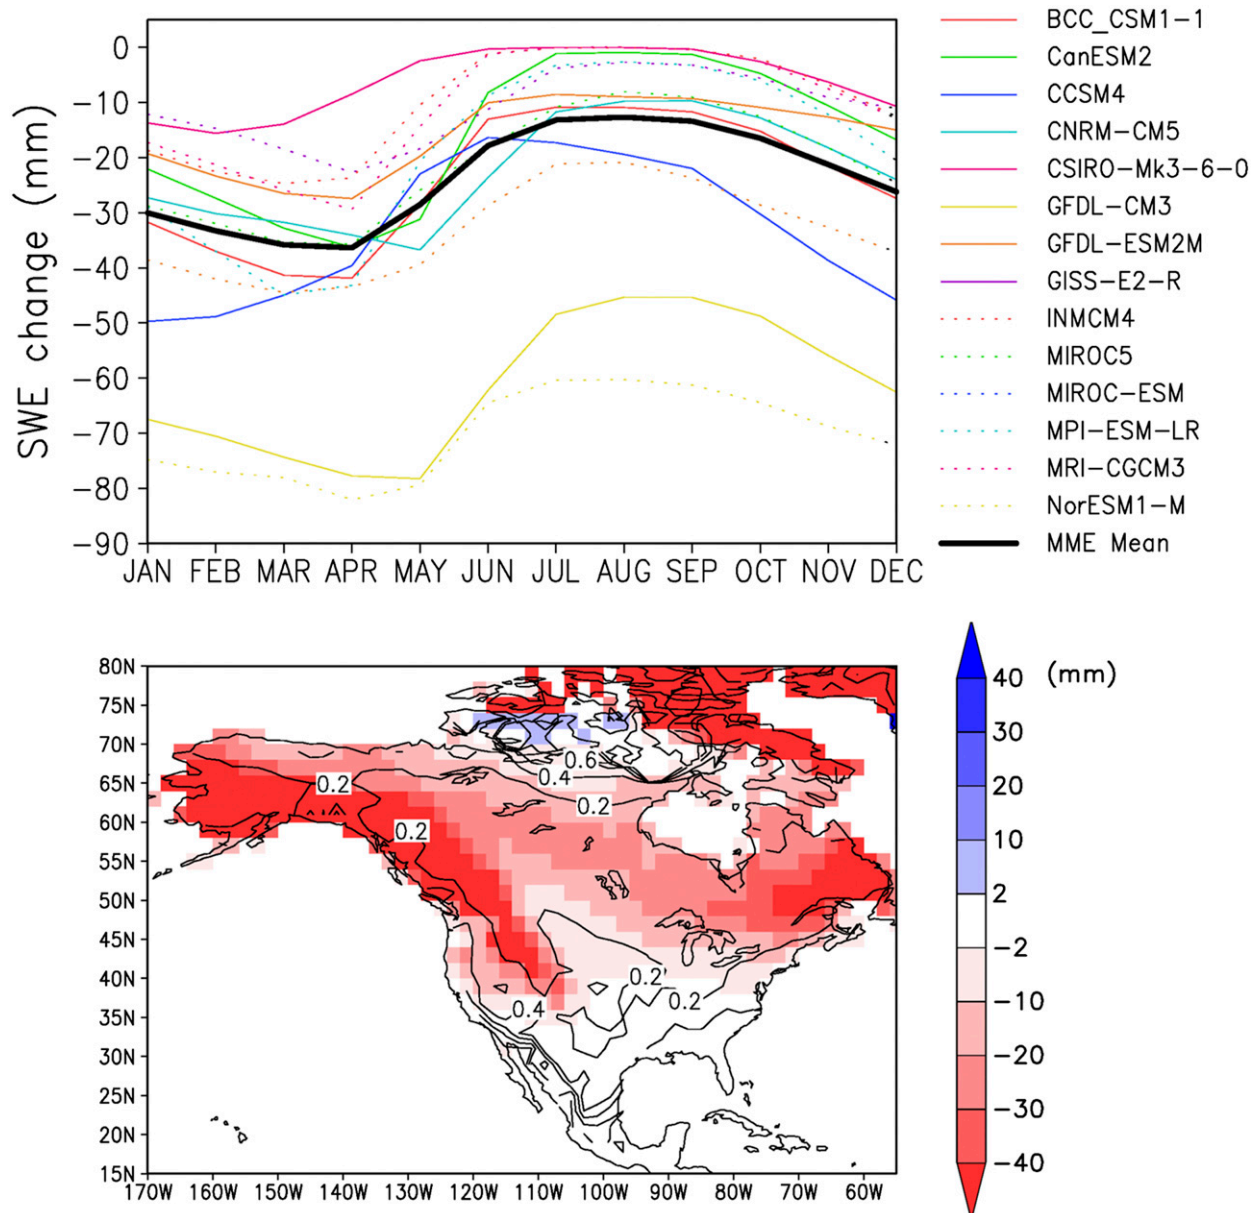 SWE change (mm)
0
-10
-20
-30
-40
-50
-60
-70
-80
-90
JAN FEB MAR APR MAY JUN JUL AUG SEP OCT NOV DEC
BCC_CSM1-1
CanESM2
CCSM4
CNRM-CM5
CSIRO-Mk3-6-0
GFDL-CM3
GFDL-ESM2M
GISS-E2-R
INMCM4
MIROC5
MIROC-ESM
MPI-ESM-LR
MRI-CGCM3
NorESM1-M
MME Mean
80N
75N
70N
65N
60N
55N
50N
45N
40N
35N
30N
25N
20N
15N
170W 160W 150W 140W 130W 120W 110W 100W 90W 80W 70W 60W
0.6
0.4
0.2
0.2
0.2
0.2
0.2
0.4
(mm)
40
30
20
10
2
-2
-10
-20
-30
-40